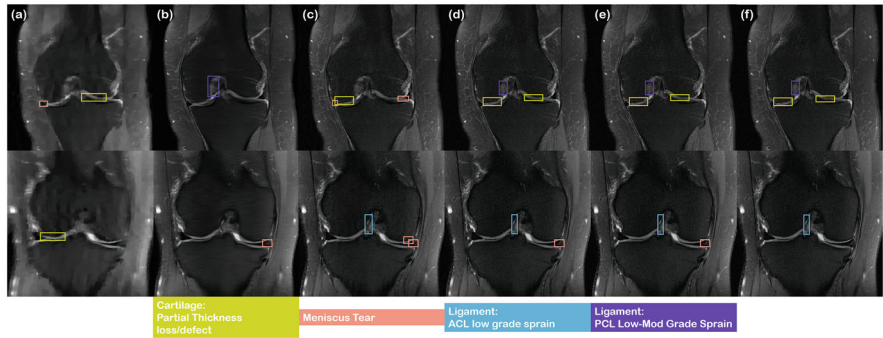 (a) (b) (c) (d) (e) (f)
Cartilage:
Partial Thickness
loss/defect
Meniscus Tear
Ligament:
ACL low grade sprain
Ligament:
PCL Low-Mod Grade Sprain